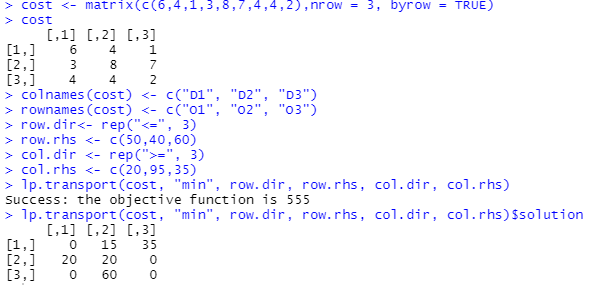 > cost <- matrix(c(6,4,1,3,8,7,4,4,2),nrow = 3, byrow = TRUE)
> cost
     [,1] [,2] [,3]
[1,]    6    4    1
[2,]    3    8    7
[3,]    4    4    2
> colnames(cost) <- c("D1", "D2", "D3")
> rownames(cost) <- c("O1", "O2", "O3")
> row.dir<- rep("<=", 3)
> row.rhs <- c(50,40,60)
> col.dir <- rep(">=", 3)
> col.rhs <- c(20,95,35)
> lp.transport(cost, "min", row.dir, row.rhs, col.dir, col.rhs)
Success: the objective function is 555
> lp.transport(cost, "min", row.dir, row.rhs, col.dir, col.rhs)$solution
     [,1] [,2] [,3]
[1,]    0   15   35
[2,]   20   20    0
[3,]    0   60    0